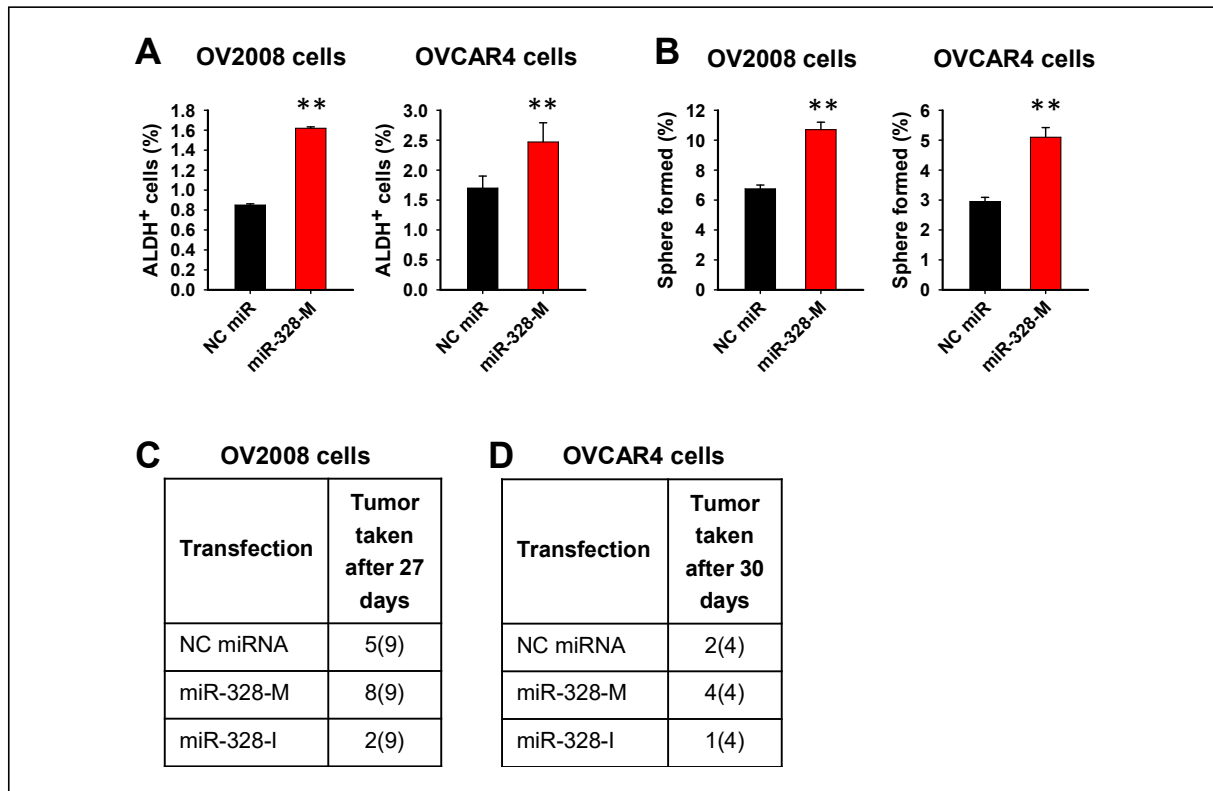 A
OV2008 cells
OVCAR4 cells
B
OV2008 cells
OVCAR4 cells
**
ALDH+ cells (%)
1.8
1.6
1.4
1.2
1.0
0.8
0.6
0.4
0.2
0.0
NC miR
miR-328-M
**
ALDH+ cells (%)
3.0
2.5
2.0
1.5
1.0
0.5
0.0
NC miR
miR-328-M
**
Sphere formed (%)
12
10
8
6
4
2
0
NC miR
miR-328-M
**
Sphere formed (%)
6
5
4
3
2
1
0
NC miR
miR-328-M
C
OV2008 cells
Transfection
Tumor
taken
after 27
days
NC miRNA
5(9)
miR-328-M
8(9)
miR-328-I
2(9)
D
OVCAR4 cells
Transfection
Tumor
taken
after 30
days
NC miRNA
2(4)
miR-328-M
4(4)
miR-328-I
1(4)